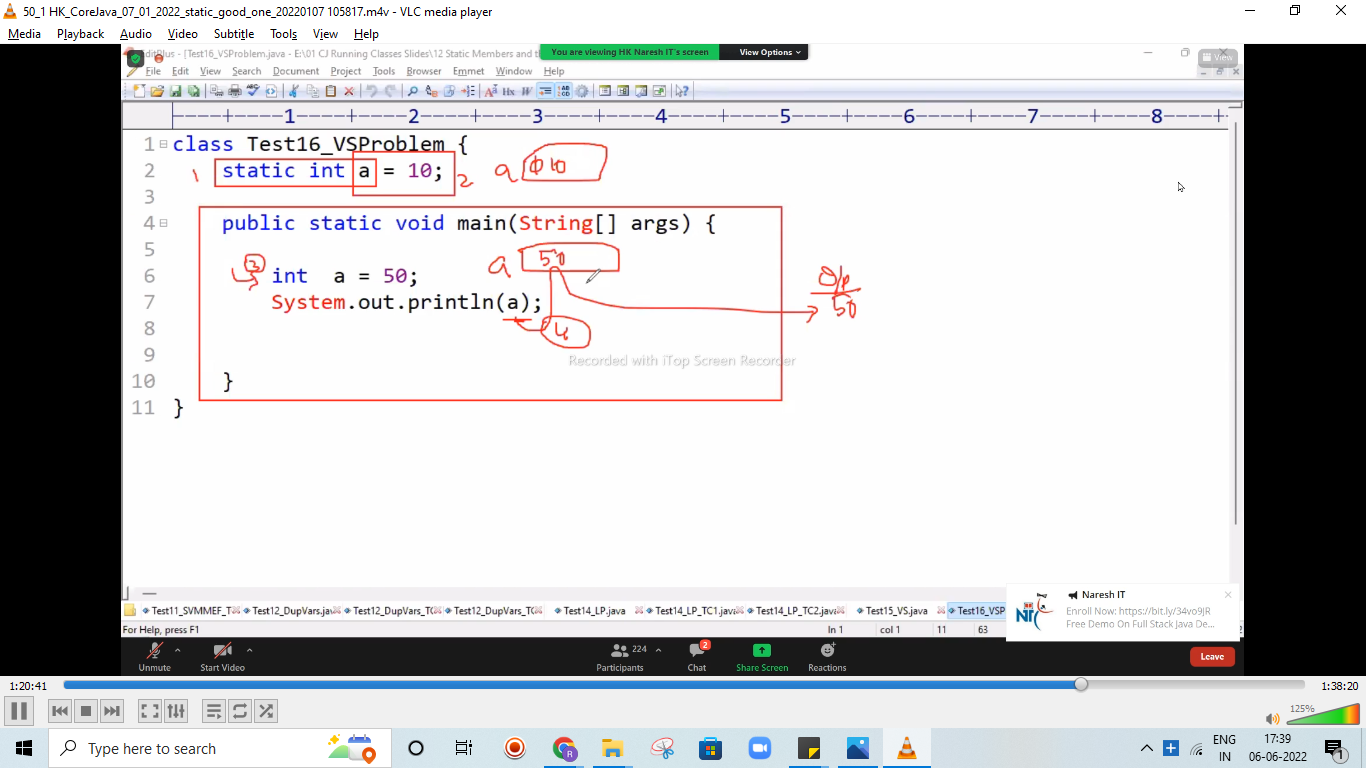 50_1 HK_CoreJava_07_01_2022_static_good_one_20220107 105817.m4v - VLC media player
Media Playback Audio Video Subtitle Tools View Help
EditPlus - [Test16_VSProblem.java - E:\01 CJ Running Classes Slides\12 Static Members and th
You are viewing HK Naresh IT's screen View Options
View
File Edit View Search Document Project Tools Browser Emmet Window Help
----+----1----+----2----+----3----+----4----+----5----+----6----+----7----+----8----+
1 class Test16_VSProblem {
2 static int a = 10;
1 2 a 0 10
3
4 public static void main(String[] args) {
5
a 50
3
6 int a = 50;
O/P
50
7 System.out.println(a);
8
4
9
Recorded with iTop Screen Recorder
10 }
11 }
Naresh IT
Enroll Now: https://bit.ly/34vo9JR
Free Demo On Full Stack Java De...
Test11_SVMMEF_T Test12_DupVars.jav Test12_DupVars_T Test12_DupVars_T Test14_LP.java Test14_LP_TC1.java Test14_LP_TC2.java Test15_VS.java Test16_VSP
For Help, press F1 ln 1 col 1 11 63
Unmute Start Video Participants 224 Chat 2 Share Screen Reactions Leave
1:20:41 1:38:20
125%
Type here to search
ENG 17:39
IN 06-06-2022 1